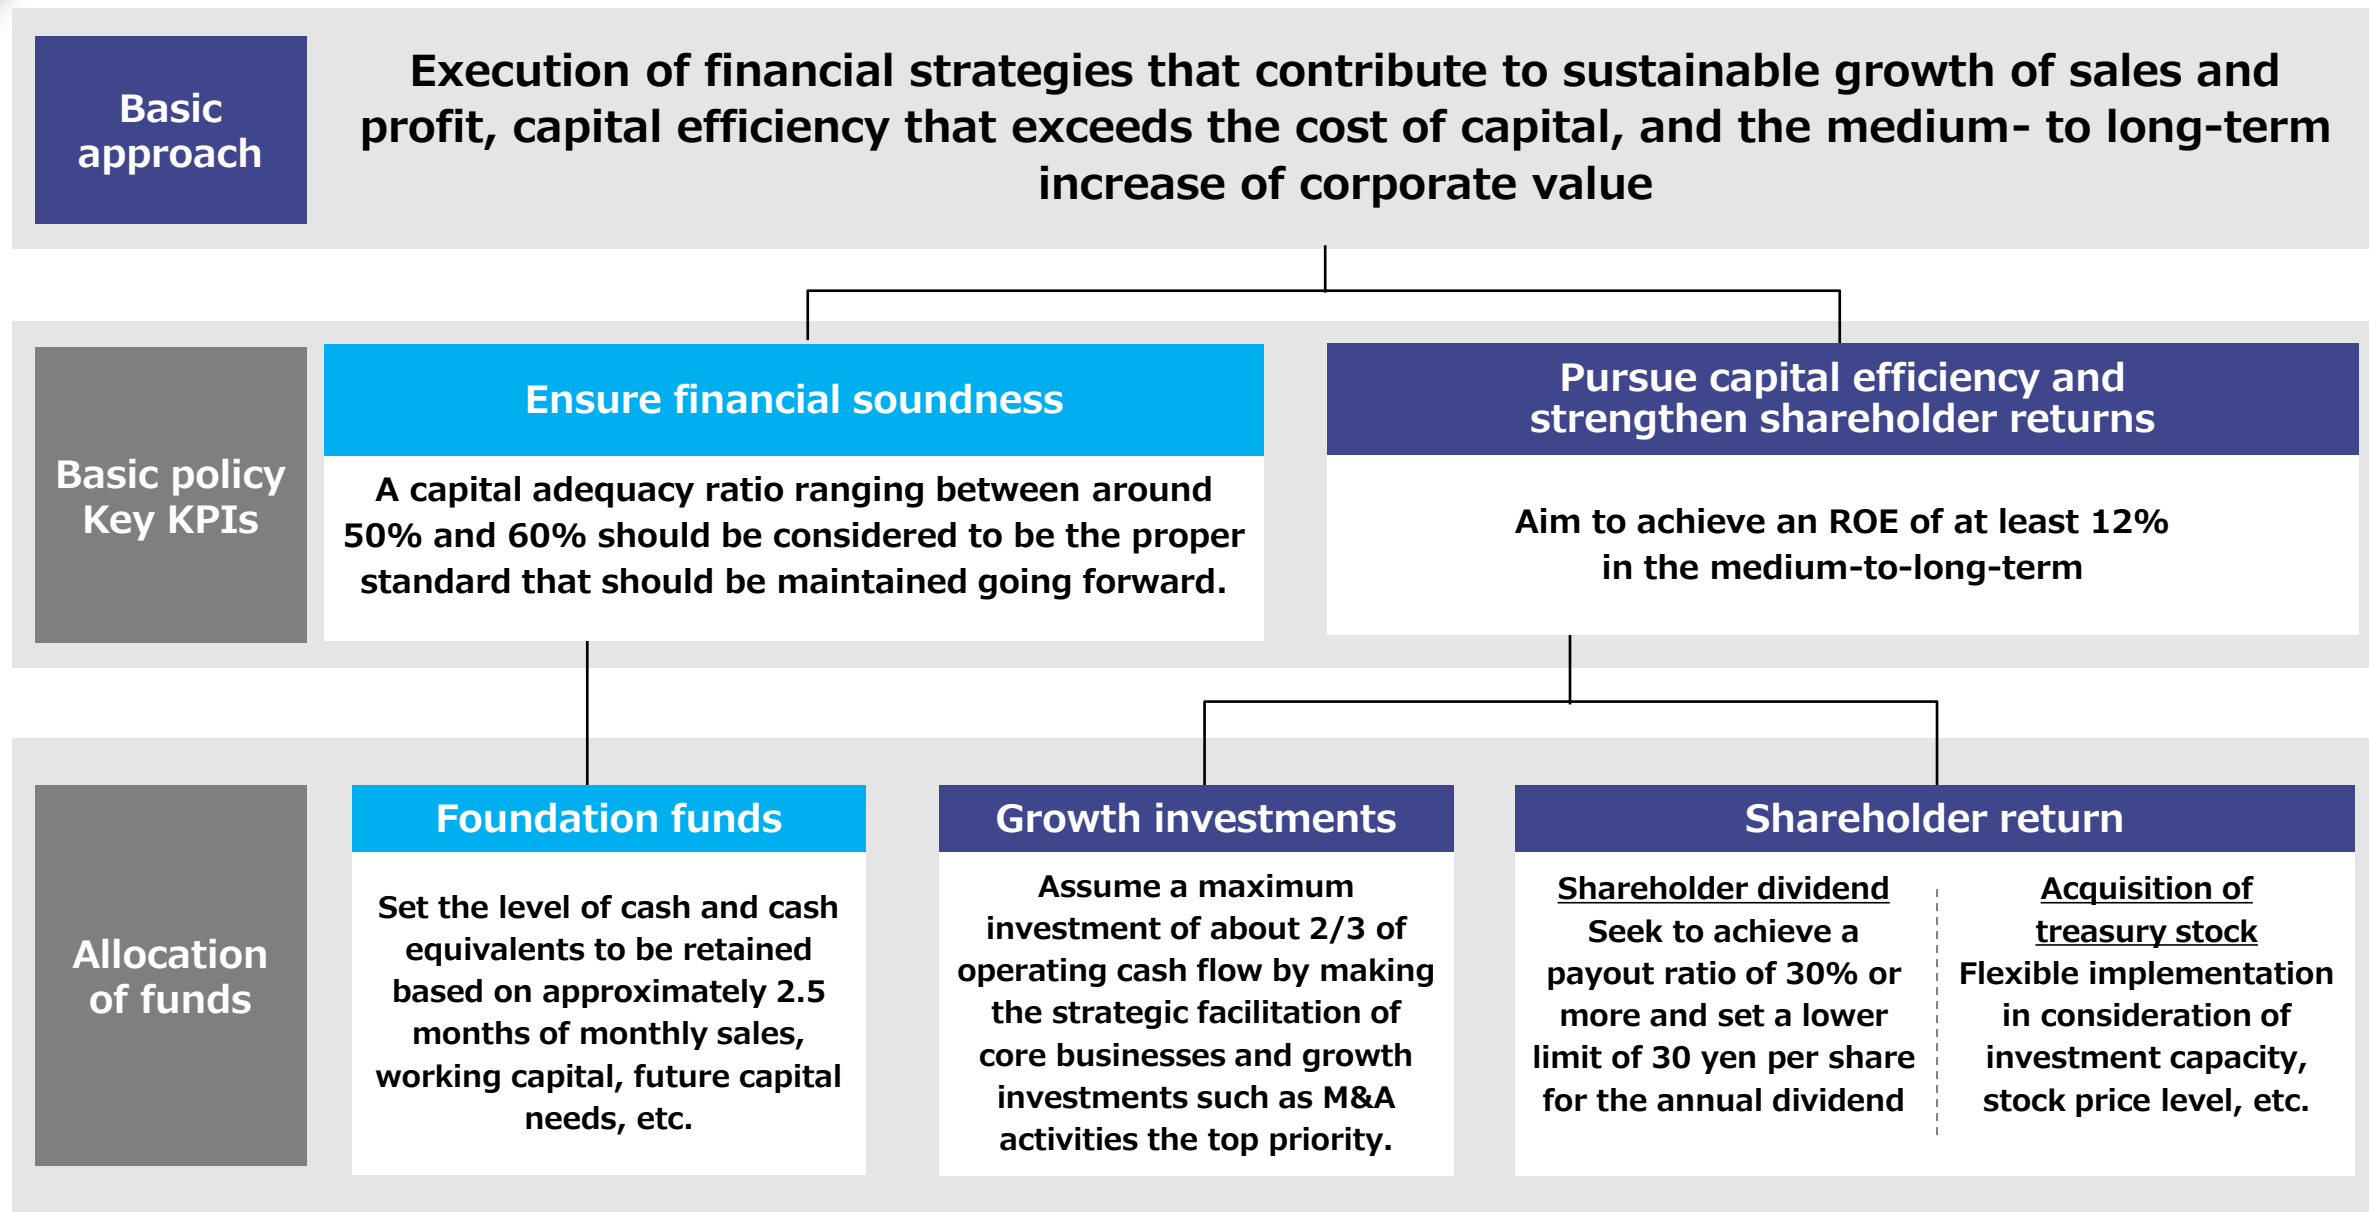 Basic
approach
Execution of financial strategies that contribute to sustainable growth of sales and
profit, capital efficiency that exceeds the cost of capital, and the medium- to long-term
increase of corporate value
Basic policy
Key KPIs
Ensure financial soundness
A capital adequacy ratio ranging between around
50% and 60% should be considered to be the proper
standard that should be maintained going forward.
Pursue capital efficiency and
strengthen shareholder returns
Aim to achieve an ROE of at least 12%
in the medium-to-long-term
Allocation
of funds
Foundation funds
Set the level of cash and cash
equivalents to be retained
based on approximately 2.5
months of monthly sales,
working capital, future capital
needs, etc.
Growth investments
Assume a maximum
investment of about 2/3 of
operating cash flow by making
the strategic facilitation of
core businesses and growth
investments such as M&A
activities the top priority.
Shareholder return
Shareholder dividend
Seek to achieve a
payout ratio of 30% or
more and set a lower
limit of 30 yen per share
for the annual dividend
Acquisition of
treasury stock
Flexible implementation
in consideration of
investment capacity,
stock price level, etc.